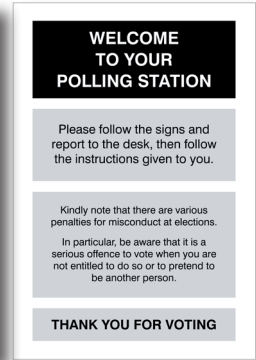 WELCOME
TO YOUR
POLLING STATION
Please follow the signs and
report to the desk, then follow
the instructions given to you.
Kindly note that there are various
penalties for misconduct at elections.
In particular, be aware that it is a
serious offence to vote when you are
not entitled to do so or to pretend to
be another person.
THANK YOU FOR VOTING